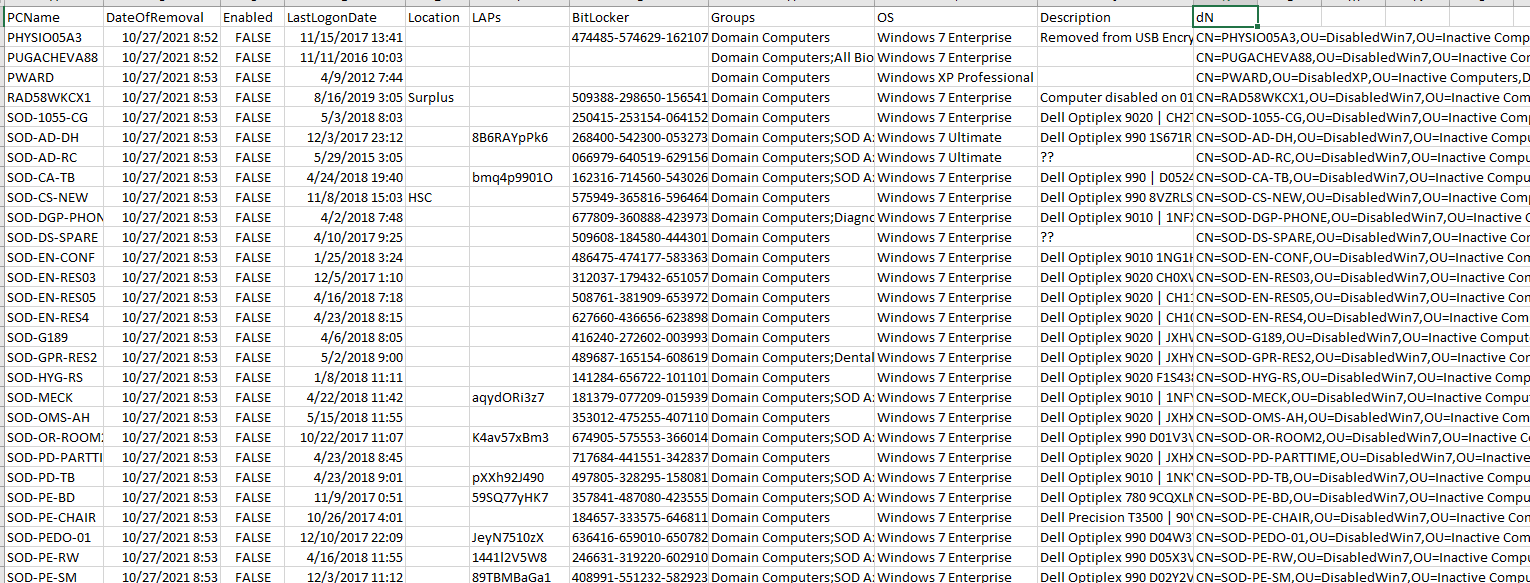 PCName DateOfRemoval Enabled LastLogonDate Location LAPs BitLocker Groups OS Description dN
PHYSIO05A3 10/27/2021 8:52 FALSE 11/15/2017 13:41 474485-574629-162107 Domain Computers Windows 7 Enterprise Removed from USB Encry CN=PHYSIO05A3,OU=DisabledWin7,OU=Inactive Comp
PUGACHEVA88 10/27/2021 8:52 FALSE 11/11/2016 10:03 Domain Computers;All Bio Windows 7 Enterprise CN=PUGACHEVA88,OU=DisabledWin7,OU=Inactive Com
PWARD 10/27/2021 8:53 FALSE 4/9/2012 7:44 Domain Computers Windows XP Professional CN=PWARD,OU=DisabledXP,OU=Inactive Computers,D
RAD58WKCX1 10/27/2021 8:53 FALSE 8/16/2019 3:05 Surplus 509388-298650-156541 Domain Computers Windows 7 Enterprise Computer disabled on 01 CN=RAD58WKCX1,OU=DisabledWin7,OU=Inactive Com
SOD-1055-CG 10/27/2021 8:53 FALSE 5/3/2018 8:03 250415-253154-064152 Domain Computers Windows 7 Enterprise Dell Optiplex 9020 | CH2 CN=SOD-1055-CG,OU=DisabledWin7,OU=Inactive Com
SOD-AD-DH 10/27/2021 8:53 FALSE 12/3/2017 23:12 8B6RAYpPk6 268400-542300-053273 Domain Computers;SOD A Windows 7 Ultimate Dell Optiplex 990 1S671R CN=SOD-AD-DH,OU=DisabledWin7,OU=Inactive Compu
SOD-AD-RC 10/27/2021 8:53 FALSE 5/29/2015 3:05 066979-640519-629156 Domain Computers;SOD A Windows 7 Ultimate ?? CN=SOD-AD-RC,OU=DisabledWin7,OU=Inactive Compu
SOD-CA-TB 10/27/2021 8:53 FALSE 4/24/2018 19:40 bmq4p9901O 162316-714560-543026 Domain Computers;SOD A Windows 7 Enterprise Dell Optiplex 990 | D0524 CN=SOD-CA-TB,OU=DisabledWin7,OU=Inactive Compu
SOD-CS-NEW 10/27/2021 8:53 FALSE 11/8/2018 15:03 HSC 575949-365816-596464 Domain Computers Windows 7 Enterprise Dell Optiplex 990 8VZRLS CN=SOD-CS-NEW,OU=DisabledWin7,OU=Inactive Com
SOD-DGP-PHON 10/27/2021 8:53 FALSE 4/2/2018 7:48 677809-360888-423973 Domain Computers;Diagno Windows 7 Enterprise Dell Optiplex 9010 | 1NFX CN=SOD-DGP-PHONE,OU=DisabledWin7,OU=Inactive C
SOD-DS-SPARE 10/27/2021 8:53 FALSE 4/10/2017 9:25 509608-184580-444301 Domain Computers Windows 7 Enterprise ?? CN=SOD-DS-SPARE,OU=DisabledWin7,OU=Inactive Co
SOD-EN-CONF 10/27/2021 8:53 FALSE 1/25/2018 3:24 486475-474177-583363 Domain Computers Windows 7 Enterprise Dell Optiplex 9010 1NG1 CN=SOD-EN-CONF,OU=DisabledWin7,OU=Inactive Com
SOD-EN-RES03 10/27/2021 8:53 FALSE 12/5/2017 1:10 312037-179432-651057 Domain Computers Windows 7 Enterprise Dell Optiplex 9020 CH0XV CN=SOD-EN-RES03,OU=DisabledWin7,OU=Inactive Co
SOD-EN-RES05 10/27/2021 8:53 FALSE 4/16/2018 7:18 508761-381909-653972 Domain Computers Windows 7 Enterprise Dell Optiplex 9020 | CH1 CN=SOD-EN-RES05,OU=DisabledWin7,OU=Inactive Co
SOD-EN-RES4 10/27/2021 8:53 FALSE 4/23/2018 8:15 627660-436656-623898 Domain Computers Windows 7 Enterprise Dell Optiplex 9020 | CH1 CN=SOD-EN-RES4,OU=DisabledWin7,OU=Inactive Com
SOD-G189 10/27/2021 8:53 FALSE 4/6/2018 8:05 416240-272602-003993 Domain Computers Windows 7 Enterprise Dell Optiplex 9020 | JXHV CN=SOD-G189,OU=DisabledWin7,OU=Inactive Comput
SOD-GPR-RES2 10/27/2021 8:53 FALSE 5/2/2018 9:00 489687-165154-608619 Domain Computers;Dental Windows 7 Enterprise Dell Optiplex 9020 | JXHY CN=SOD-GPR-RES2,OU=DisabledWin7,OU=Inactive Co
SOD-HYG-RS 10/27/2021 8:53 FALSE 1/8/2018 11:11 141284-656722-101101 Domain Computers Windows 7 Enterprise Dell Optiplex 9020 F1S43 CN=SOD-HYG-RS,OU=DisabledWin7,OU=Inactive Comp
SOD-MECK 10/27/2021 8:53 FALSE 4/22/2018 11:42 aqydORi3z7 181379-077209-015939 Domain Computers;SOD A Windows 7 Enterprise Dell Optiplex 9010 | 1NFY CN=SOD-MECK,OU=DisabledWin7,OU=Inactive Compu
SOD-OMS-AH 10/27/2021 8:53 FALSE 5/15/2018 11:55 353012-475255-407110 Domain Computers Windows 7 Enterprise Dell Optiplex 9020 | JXHX CN=SOD-OMS-AH,OU=DisabledWin7,OU=Inactive Com
SOD-OR-ROOM 10/27/2021 8:53 FALSE 10/22/2017 11:07 K4av57xBm3 674905-575553-366014 Domain Computers;SOD A Windows 7 Enterprise Dell Optiplex 990 D01V3V CN=SOD-OR-ROOM2,OU=DisabledWin7,OU=Inactive Co
SOD-PD-PARTTI 10/27/2021 8:53 FALSE 4/23/2018 8:45 717684-441551-342837 Domain Computers Windows 7 Enterprise Dell Optiplex 9020 | JXHX CN=SOD-PD-PARTTIME,OU=DisabledWin7,OU=Inactive
SOD-PD-TB 10/27/2021 8:53 FALSE 4/23/2018 9:01 pXXh92J490 497805-328295-158081 Domain Computers;SOD A Windows 7 Enterprise Dell Optiplex 9010 | 1NK CN=SOD-PD-TB,OU=DisabledWin7,OU=Inactive Compu
SOD-PE-BD 10/27/2021 8:53 FALSE 11/9/2017 0:51 59SQ77yHK7 357841-487080-423555 Domain Computers;SOD A Windows 7 Enterprise Dell Optiplex 780 9CQXL CN=SOD-PE-BD,OU=DisabledWin7,OU=Inactive Compu
SOD-PE-CHAIR 10/27/2021 8:53 FALSE 10/26/2017 4:01 184657-333575-646811 Domain Computers Windows 7 Enterprise Dell Precision T3500 | 90 CN=SOD-PE-CHAIR,OU=DisabledWin7,OU=Inactive Com
SOD-PEDO-01 10/27/2021 8:53 FALSE 12/10/2017 22:09 JeyN7510zX 636416-659010-650782 Domain Computers;SOD A Windows 7 Enterprise Dell Optiplex 990 D04W3 CN=SOD-PEDO-01,OU=DisabledWin7,OU=Inactive Com
SOD-PE-RW 10/27/2021 8:53 FALSE 4/16/2018 11:55 1441l2V5W8 246631-319220-602910 Domain Computers;SOD A Windows 7 Enterprise Dell Optiplex 990 D05X3V CN=SOD-PE-RW,OU=DisabledWin7,OU=Inactive Compu
SOD-PE-SM 10/27/2021 8:53 FALSE 12/3/2017 11:12 89TBMBaGa1 408991-551232-582923 Domain Computers;SOD A Windows 7 Enterprise Dell Optiplex 990 D02Y2V CN=SOD-PE-SM,OU=DisabledWin7,OU=Inactive Compu